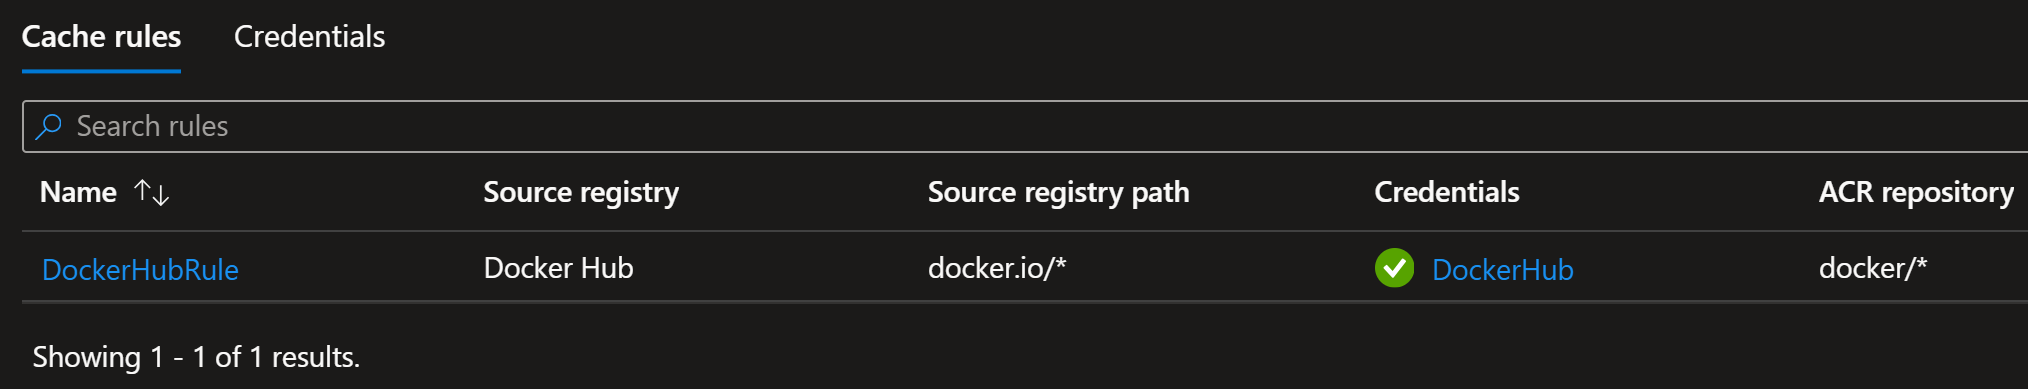 Cache rules Credentials
Search rules
Name ↑↓ Source registry Source registry path Credentials ACR repository
DockerHubRule Docker Hub docker.io/* DockerHub docker/*
Showing 1 - 1 of 1 results.